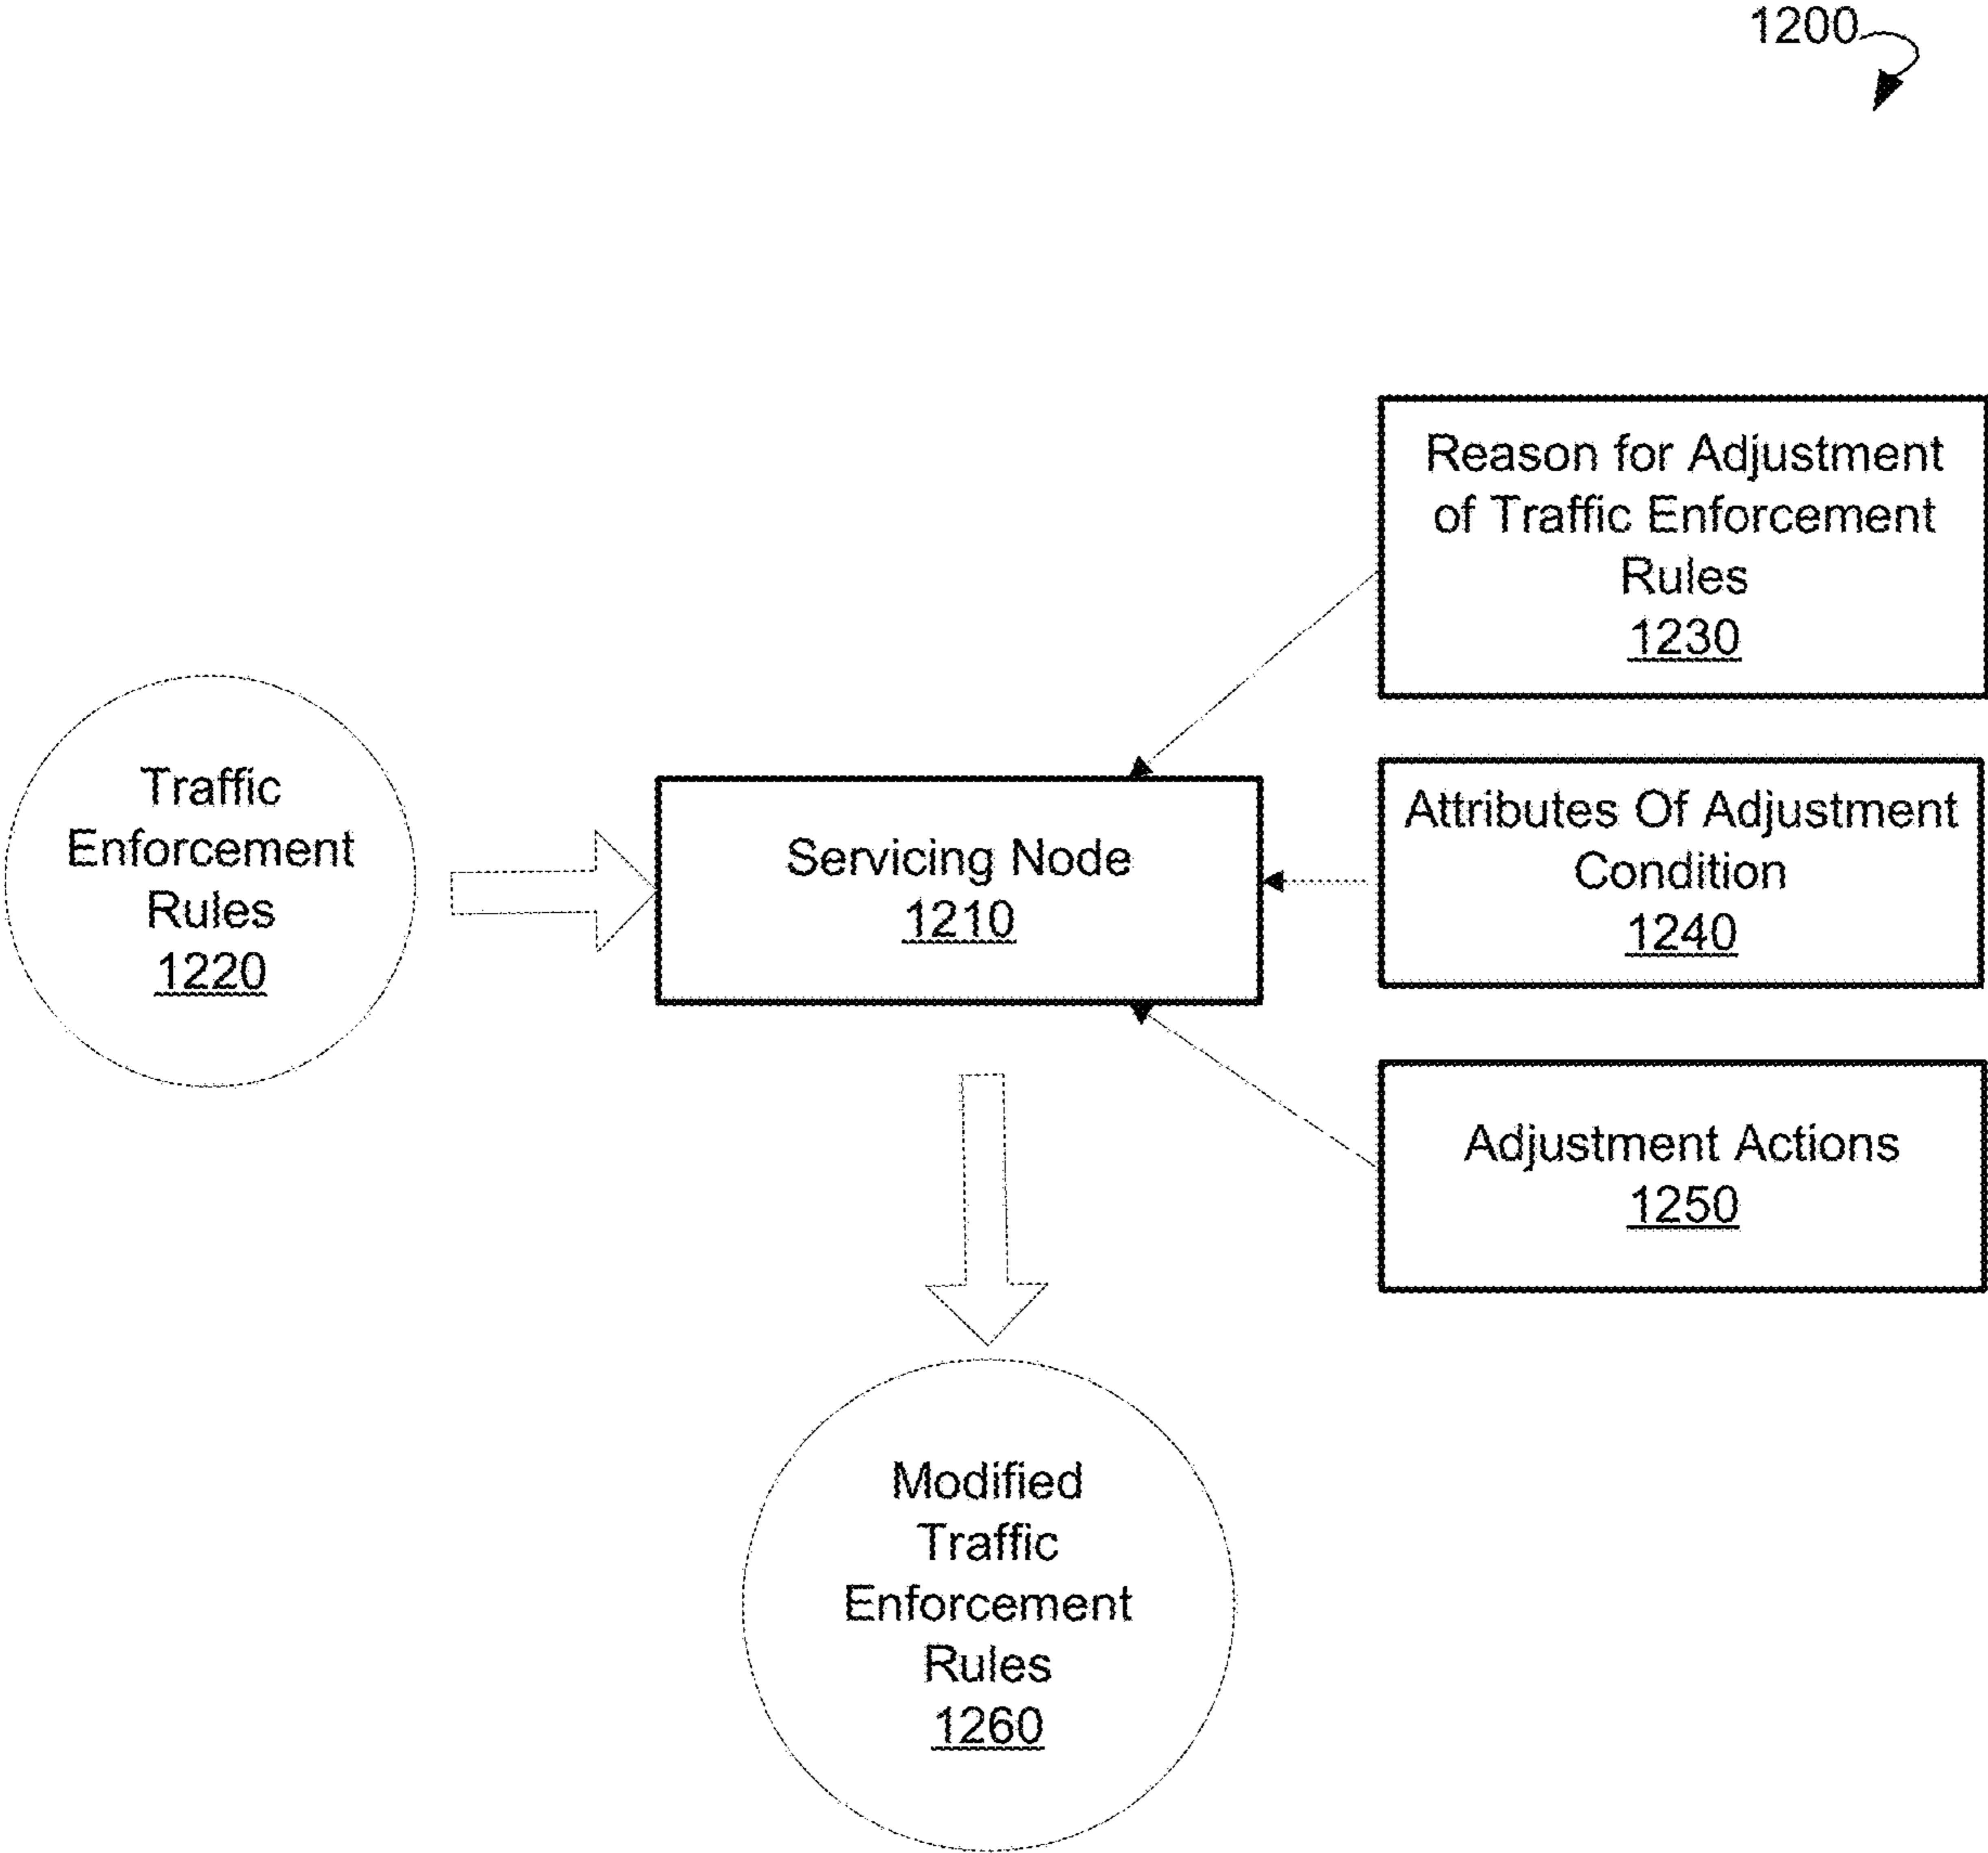 1200
Reason for Adjustment
of Traffic Enforcement
Rules
1230
Traffic
Enforcement
Rules
1220
Servicing Node
1210
Attributes Of Adjustment
Condition
1240
Adjustment Actions
1250
Modified
Traffic
Enforcement
Rules
1260